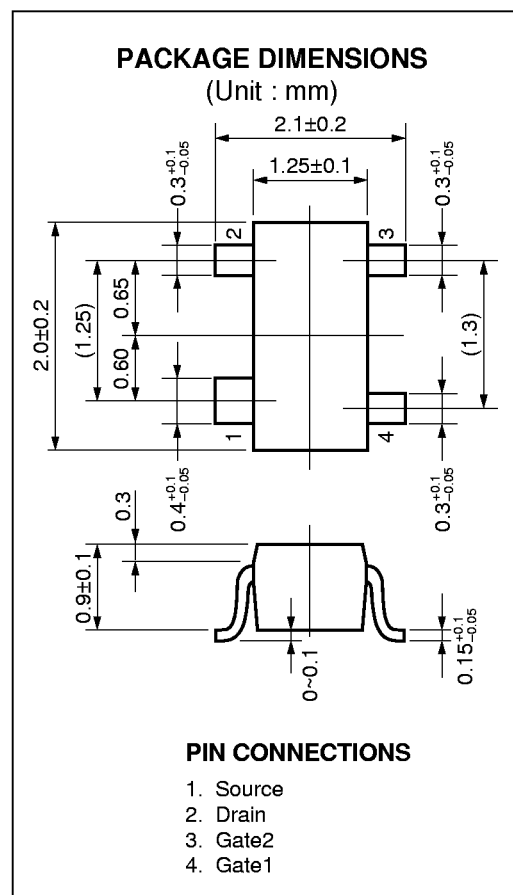 PACKAGE DIMENSIONS
(Unit : mm)
2.1±0.2
1.25±0.1
0.3+0.1−0.05
0.3+0.1−0.05
2
3
2.0±0.2
(1.25)
0.65
0.60
(1.3)
1
4
0.4+0.1−0.05
0.3+0.1−0.05
0.3
0.9±0.1
0~0.1
0.15+0.1−0.05
PIN CONNECTIONS
1. Source
2. Drain
3. Gate2
4. Gate1